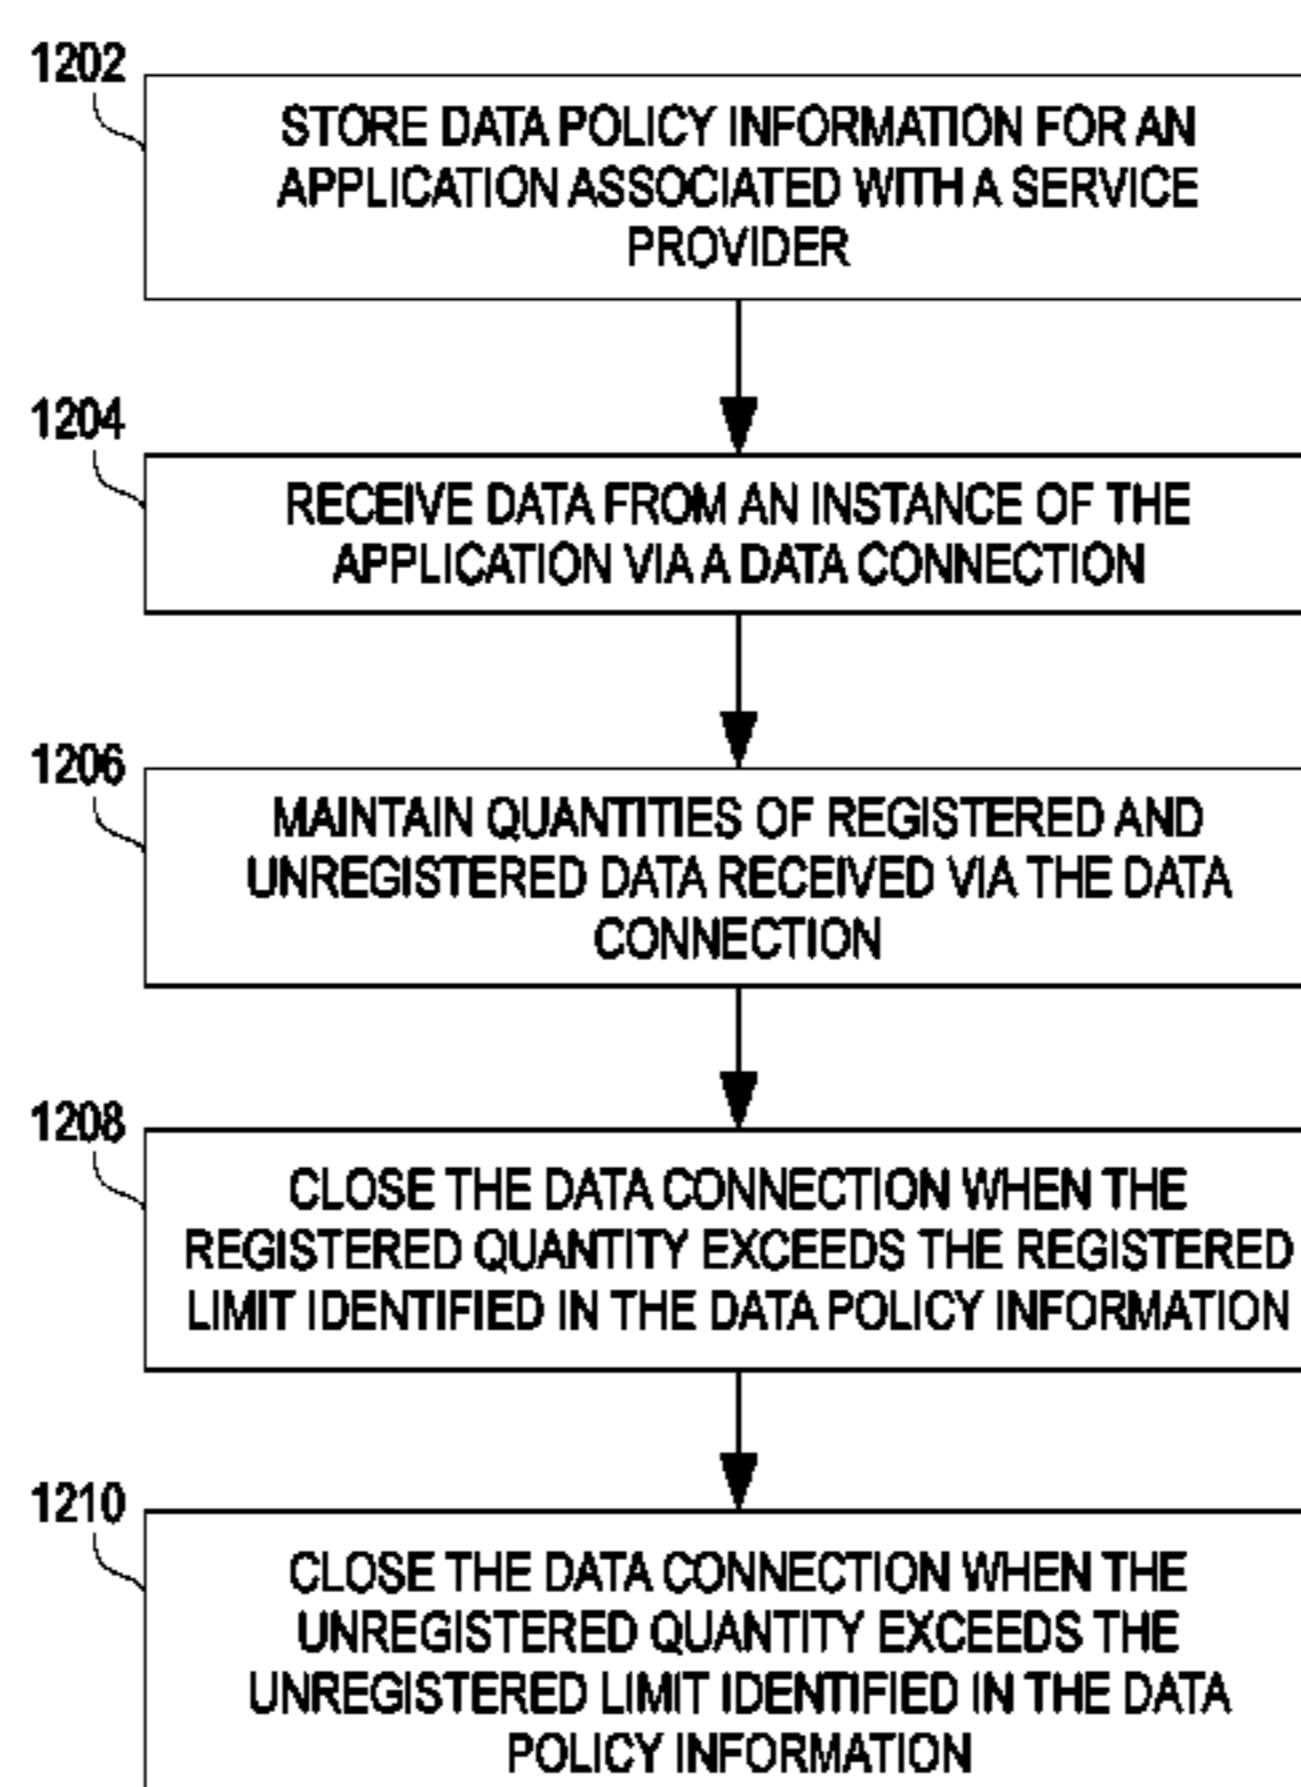 1202
STORE DATA POLICY INFORMATION FOR AN
APPLICATION ASSOCIATED WITH A SERVICE
PROVIDER
1204
RECEIVE DATA FROM AN INSTANCE OF THE
APPLICATION VIA A DATA CONNECTION
1206
MAINTAIN QUANTITIES OF REGISTERED AND
UNREGISTERED DATA RECEIVED VIA THE DATA
CONNECTION
1208
CLOSE THE DATA CONNECTION WHEN THE
REGISTERED QUANTITY EXCEEDS THE REGISTERED
LIMIT IDENTIFIED IN THE DATA POLICY INFORMATION
1210
CLOSE THE DATA CONNECTION WHEN THE
UNREGISTERED QUANTITY EXCEEDS THE
UNREGISTERED LIMIT IDENTIFIED IN THE DATA
POLICY INFORMATION